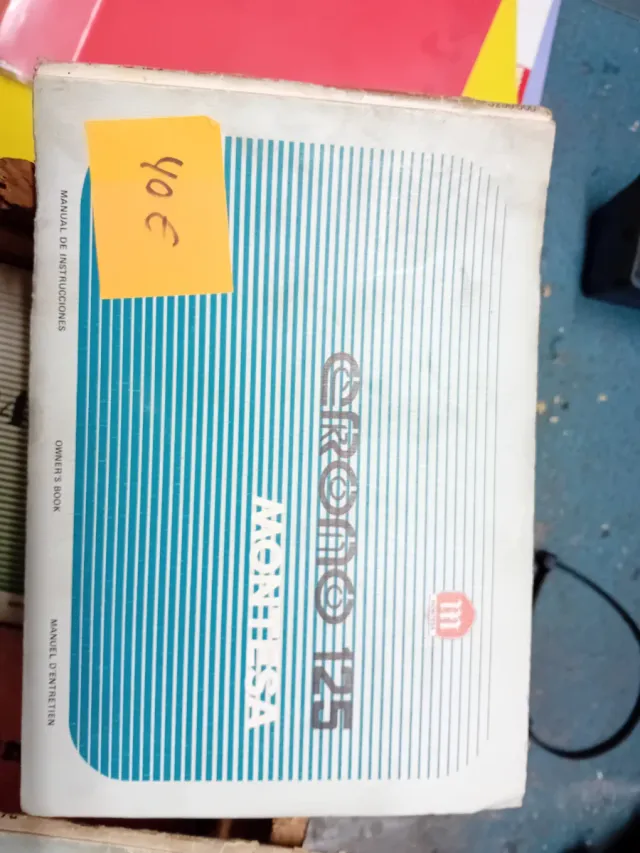 40 €
CRONO 125
MONTESA
MANUAL DE INSTRUCCIONES
OWNER'S BOOK
MANUEL D'ENTRETIEN